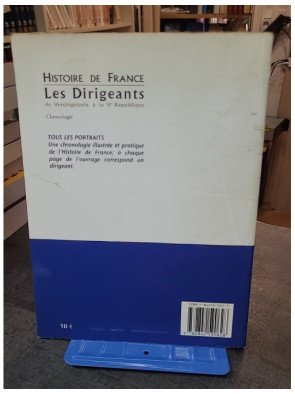 HISTOIRE DE FRANCE
Les Dirigeants
de Vercingétorix à la Vᵉ République
Chronologie
TOUS LES PORTRAITS
Une chronologie illustrée et pratique
de l'Histoire de France, à chaque
page de l'ouvrage correspond un
dirigeant.
10 €